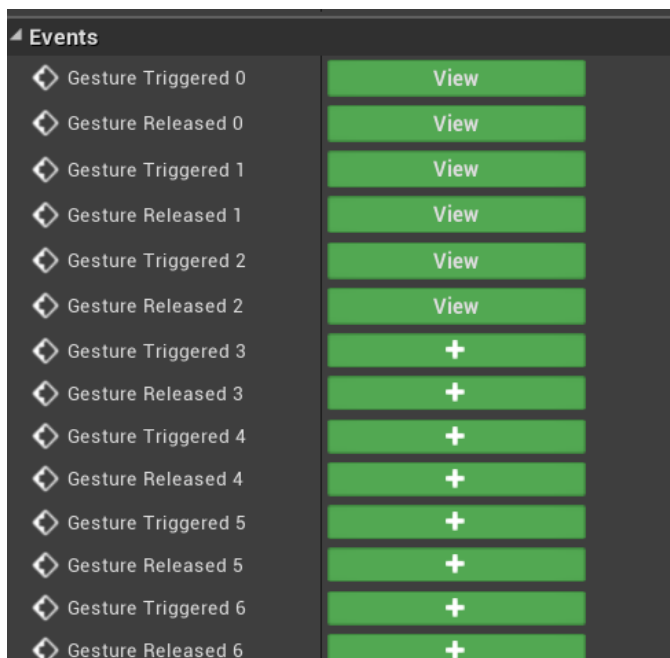 Events
Gesture Triggered 0 View
Gesture Released 0 View
Gesture Triggered 1 View
Gesture Released 1 View
Gesture Triggered 2 View
Gesture Released 2 View
Gesture Triggered 3
Gesture Released 3
Gesture Triggered 4
Gesture Released 4
Gesture Triggered 5
Gesture Released 5
Gesture Triggered 6
Gesture Released 6